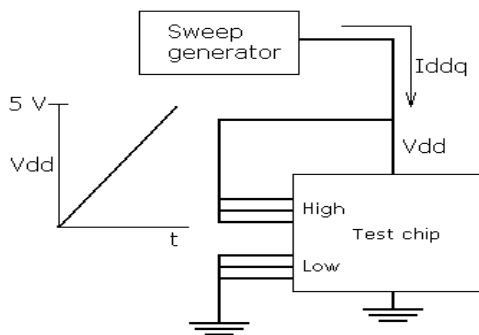 Sweep
generator
Iddq
5 V
Vdd
Vdd
t
High
Test chip
Low